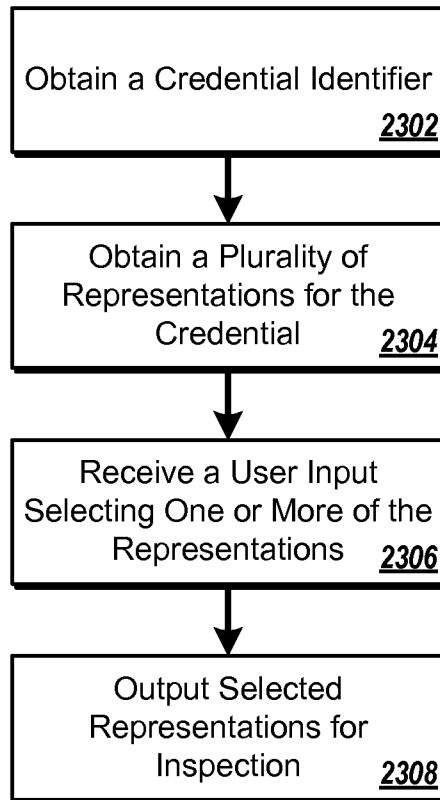 Obtain a Credential Identifier
2302
Obtain a Plurality of
Representations for the
Credential
2304
Receive a User Input
Selecting One or More of the
Representations
2306
Output Selected
Representations for
Inspection
2308